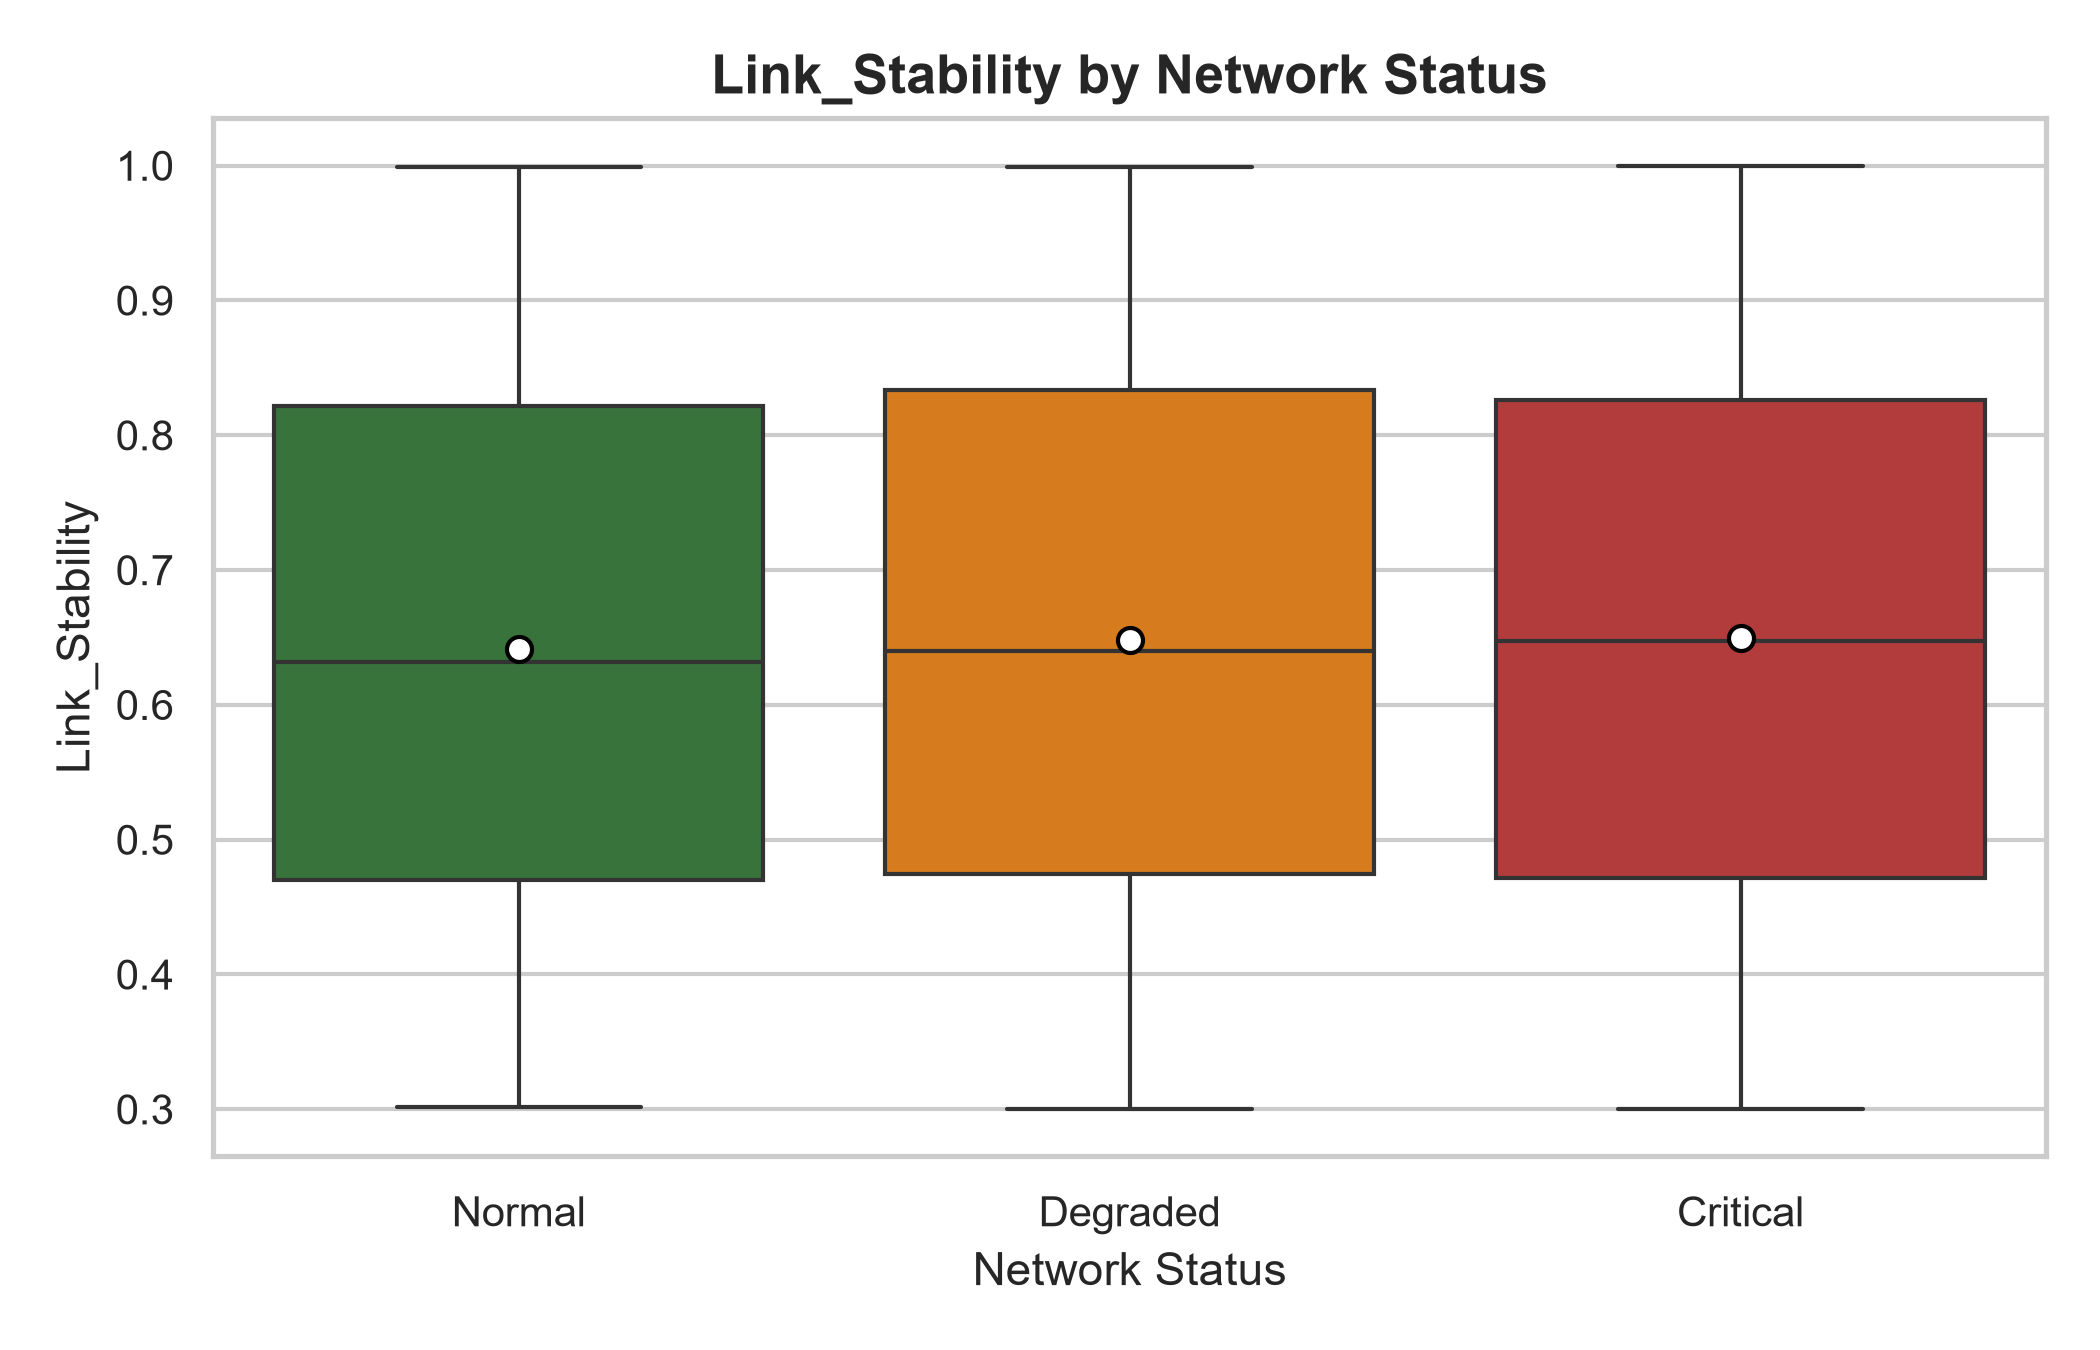 Link_Stability by Network Status
Link_Stability
1.0
0.9
0.8
0.7
0.6
0.5
0.4
0.3
Normal
Degraded
Critical
Network Status